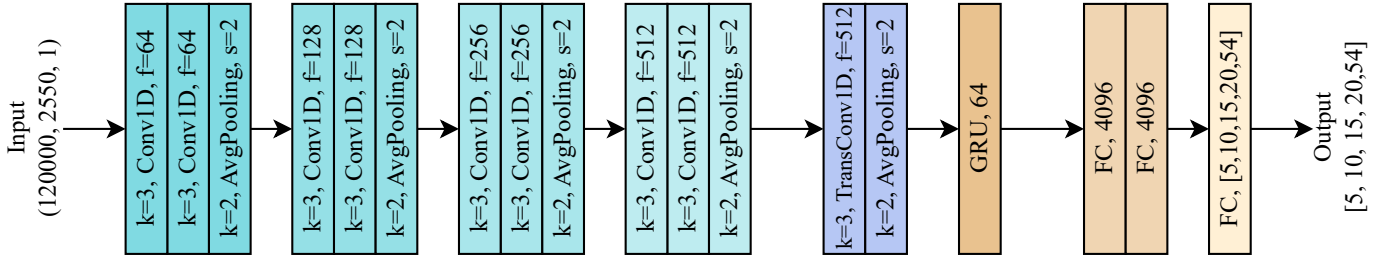 Input
(120000, 2550, 1)
k=3, Conv1D, f=64
k=3, Conv1D, f=64
k=2, AvgPooling, s=2
k=3, Conv1D, f=128
k=3, Conv1D, f=128
k=2, AvgPooling, s=2
k=3, Conv1D, f=256
k=3, Conv1D, f=256
k=2, AvgPooling, s=2
k=3, Conv1D, f=512
k=3, Conv1D, f=512
k=2, AvgPooling, s=2
k=3, TransConv1D, f=512
k=2, AvgPooling, s=2
GRU, 64
FC, 4096
FC, 4096
FC, [5,10,15,20,54]
Output
[5, 10, 15, 20,54]